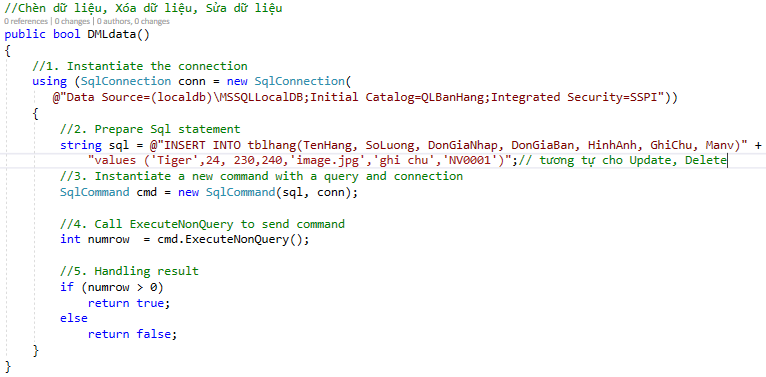 //Chèn dữ liệu, Xóa dữ liệu, Sửa dữ liệu
0 references | 0 changes | 0 authors, 0 changes
public bool DMLdata()
{
//1. Instantiate the connection
using (SqlConnection conn = new SqlConnection(
@"Data Source=(localdb)\MSSQLLocalDB;Initial Catalog=QLBanHang;Integrated Security=SSPI"))
{
//2. Prepare Sql statement
string sql = @"INSERT INTO tblhang(TenHang, SoLuong, DonGiaNhap, DonGiaBan, HinhAnh, GhiChu, Manv)" +
"values ('Tiger',24, 230,240,'image.jpg','ghi chu','NV0001')";// tương tự cho Update, Delete
//3. Instantiate a new command with a query and connection
SqlCommand cmd = new SqlCommand(sql, conn);
//4. Call ExecuteNonQuery to send command
int numrow  = cmd.ExecuteNonQuery();
//5. Handling result
if (numrow > 0)
return true;
else
return false;
}
}